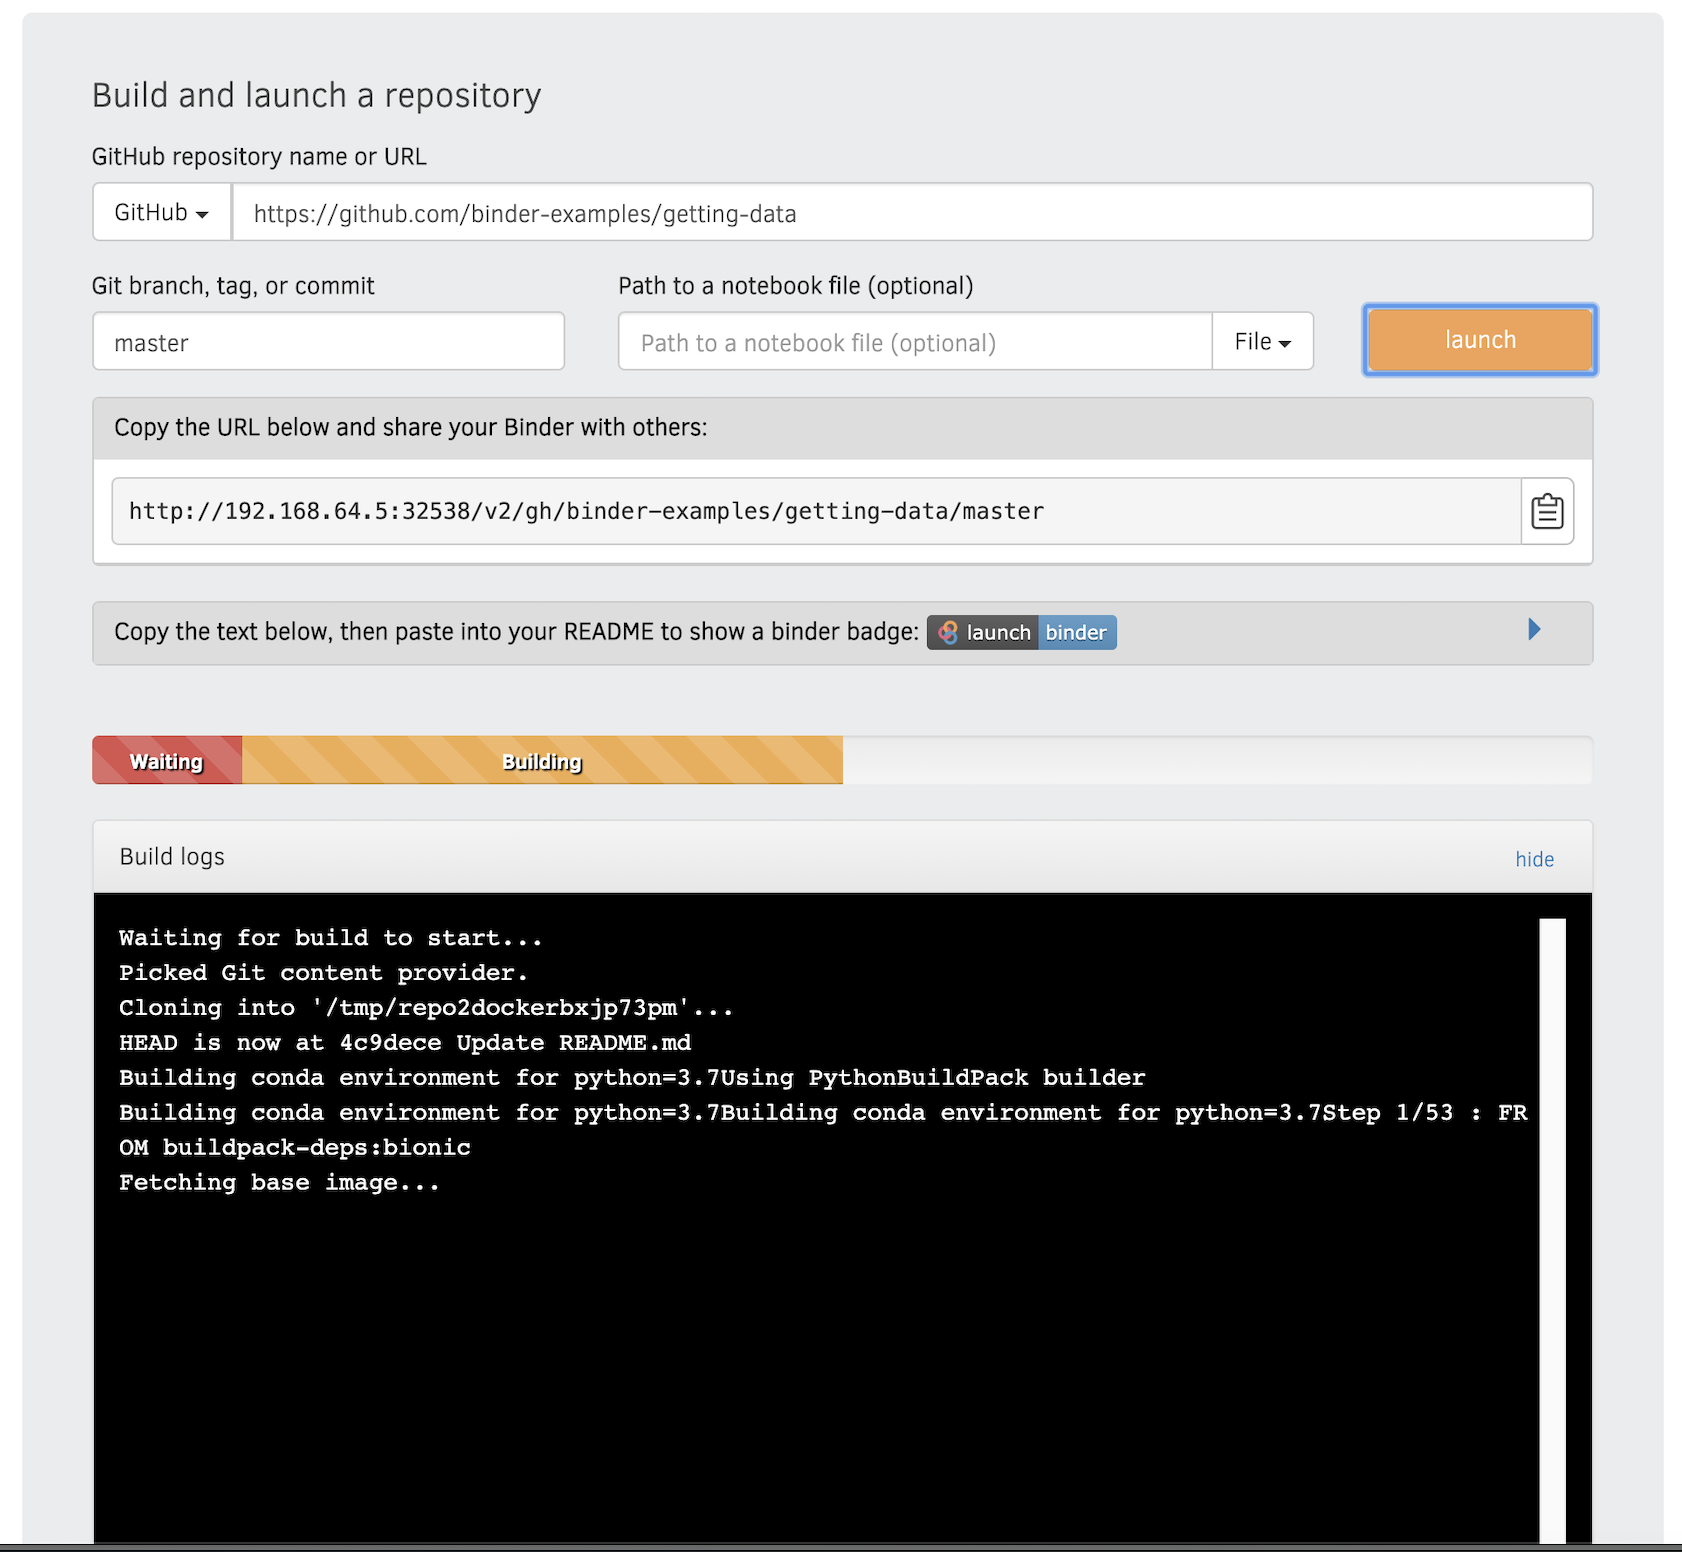 Build and launch a repository
GitHub repository name or URL
GitHub https://github.com/binder-examples/getting-data
Git branch, tag, or commit Path to a notebook file (optional)
master Path to a notebook file (optional) File launch
Copy the URL below and share your Binder with others:
http://192.168.64.5:32538/v2/gh/binder-examples/getting-data/master
Copy the text below, then paste into your README to show a binder badge: launch binder
Waiting Building
Build logs hide
Waiting for build to start...
Picked Git content provider.
Cloning into '/tmp/repo2dockerbxjp73pm'...
HEAD is now at 4c9dece Update README.md
Building conda environment for python=3.7Using PythonBuildPack builder
Building conda environment for python=3.7Building conda environment for python=3.7Step 1/53 : FR
OM buildpack-deps:bionic
Fetching base image...